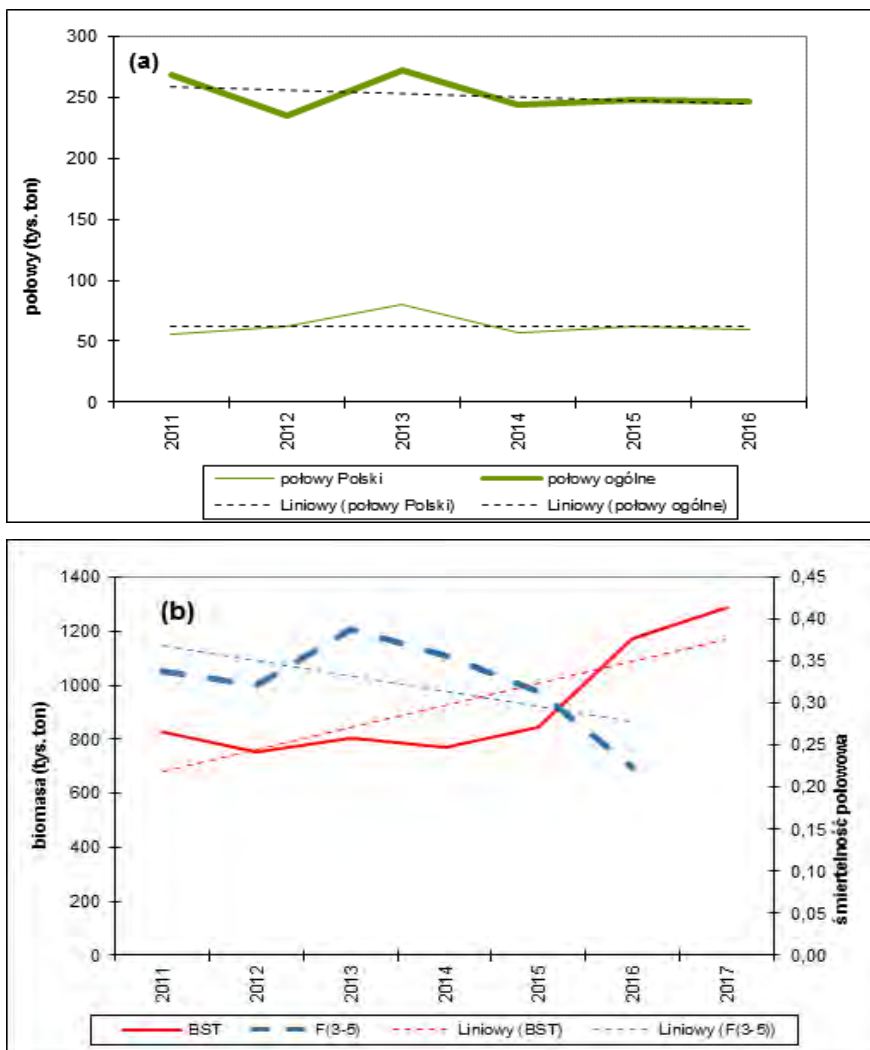 300
(a)
250
200
150
100
50
0
połowy (tys. ton)
2011
2012
2013
2014
2015
2016
połowy Polski
połowy ogólne
Liniowy (połowy Polski)
Liniowy (połowy ogólne)
1400
(b)
1200
1000
800
600
400
200
0
biomasa (tys. ton)
0,45
0,40
0,35
0,30
0,25
0,20
0,15
0,10
0,05
0,00
śmiertelność połowowa
2011
2012
2013
2014
2015
2016
2017
BST
F(3-5)
Liniowy (BST)
Liniowy (F(3-5))